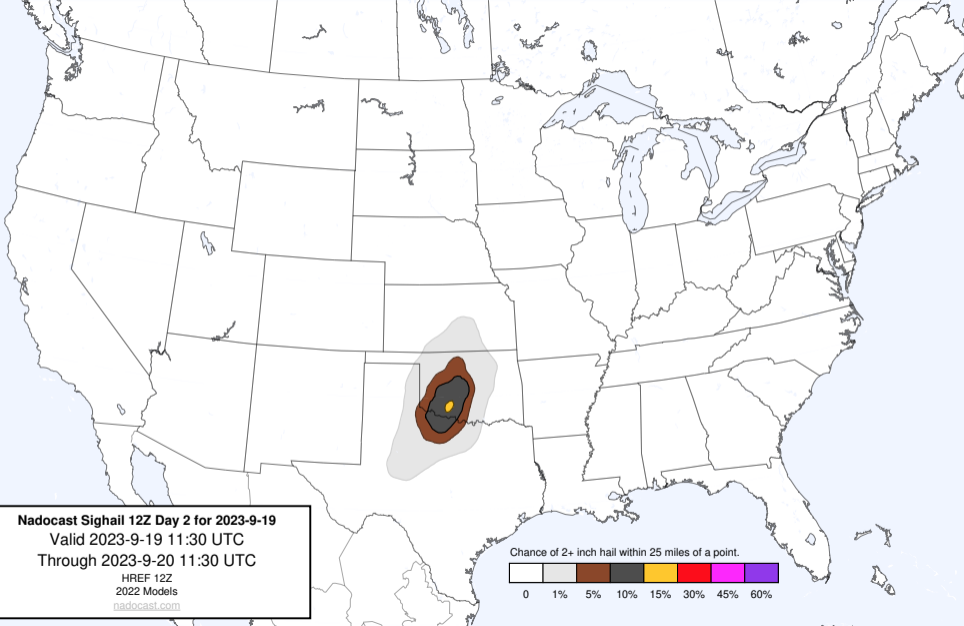 Nadocast Sighail 12Z Day 2 for 2023-9-19
Valid 2023-9-19 11:30 UTC
Through 2023-9-20 11:30 UTC
HREF 12Z
2022 Models
nadocast.com
Chance of 2+ inch hail within 25 miles of a point.
0 1% 5% 10% 15% 30% 45% 60%